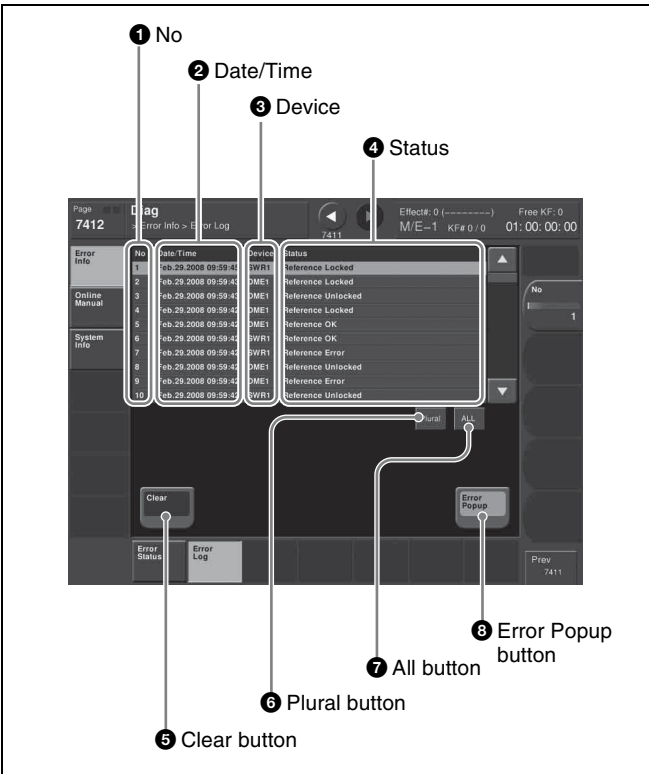 1 No
2 Date/Time
3 Device
4 Status
Page
7412
Diag
> Error Info > Error Log
7411
Effect#: 0 (--------)
Free KF: 0
M/E–1 KF# 0 / 0
01: 00: 00: 00
Error
Info
Online
Manual
System
Info
No Date/Time Device Status
1 Feb.29.2008 09:59:45 SWR1 Reference Locked
2 Feb.29.2008 09:59:43 DME1 Reference Locked
3 Feb.29.2008 09:59:43 DME1 Reference Unlocked
4 Feb.29.2008 09:59:42 DME1 Reference Locked
5 Feb.29.2008 09:59:42 DME1 Reference OK
6 Feb.29.2008 09:59:42 SWR1 Reference OK
7 Feb.29.2008 09:59:42 SWR1 Reference Error
8 Feb.29.2008 09:59:42 DME1 Reference Unlocked
9 Feb.29.2008 09:59:42 DME1 Reference Error
10 Feb.29.2008 09:59:42 SWR1 Reference Unlocked
No
1
Plural
ALL
Clear
Error
Popup
Error
Status
Error
Log
Prev
7411
8 Error Popup
button
7 All button
6 Plural button
5 Clear button